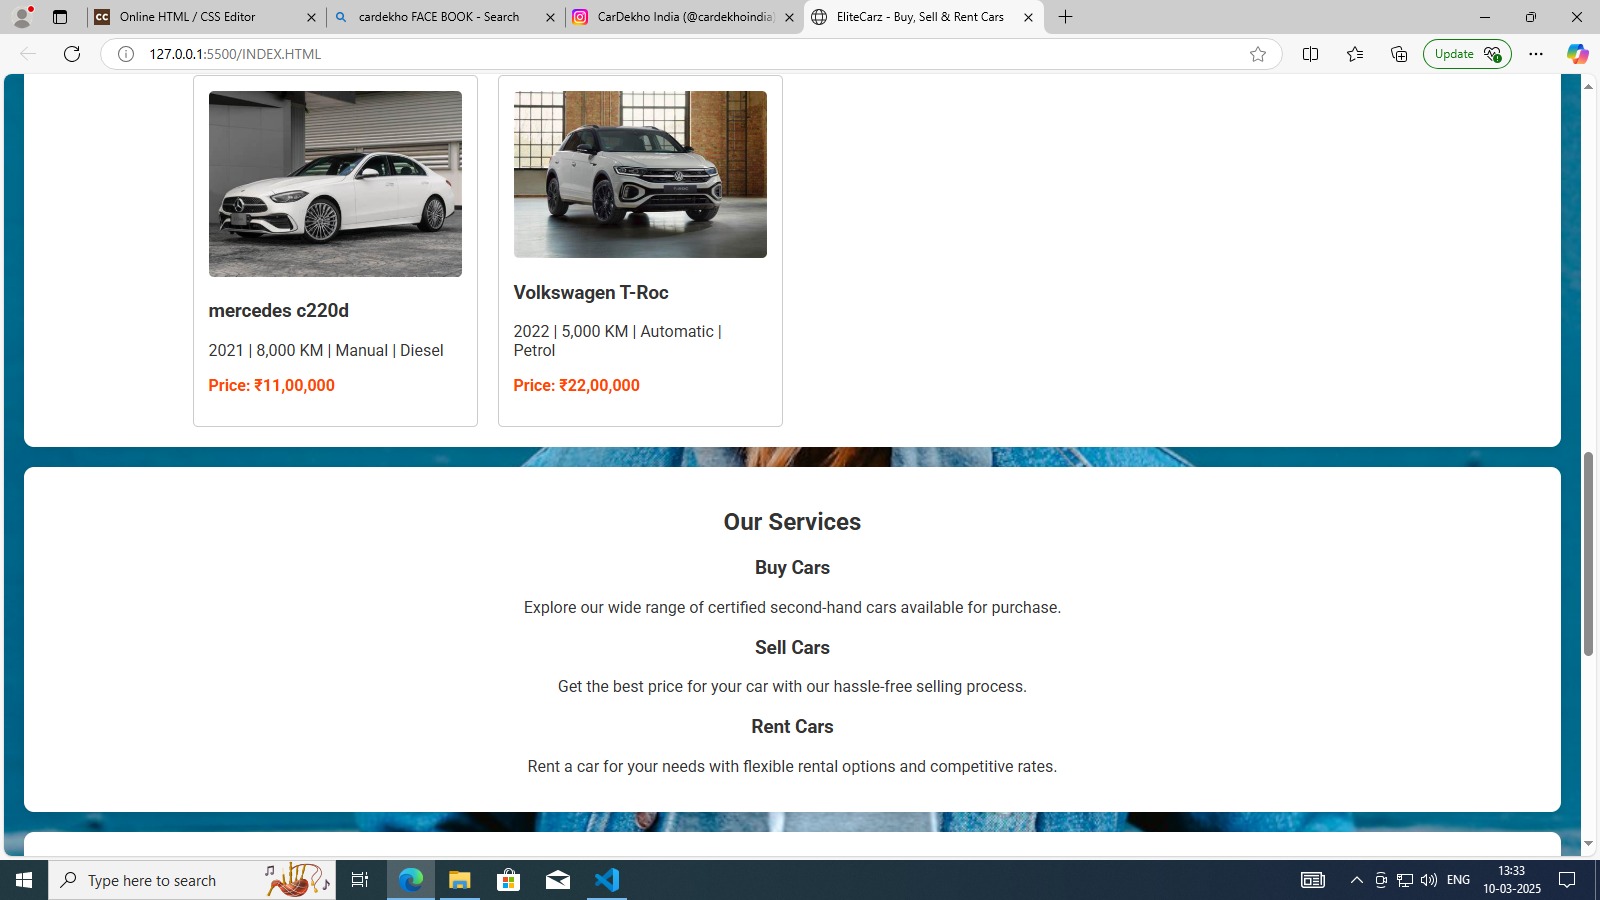 Online HTML / CSS Editor
cardekho FACE BOOK - Search
CarDekho India (@cardekhoindia)
EliteCarz - Buy, Sell & Rent Cars
127.0.0.1:5500/INDEX.HTML
Update
mercedes c220d
2021 | 8,000 KM | Manual | Diesel
Price: ₹11,00,000
Volkswagen T-Roc
2022 | 5,000 KM | Automatic |
Petrol
Price: ₹22,00,000
Our Services
Buy Cars
Explore our wide range of certified second-hand cars available for purchase.
Sell Cars
Get the best price for your car with our hassle-free selling process.
Rent Cars
Rent a car for your needs with flexible rental options and competitive rates.
Type here to search
ENG
13:33
10-03-2025